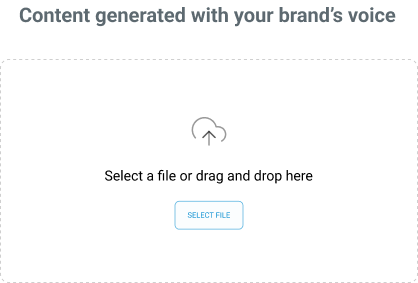 Content generated with your brand’s voice
Select a file or drag and drop here
SELECT FILE